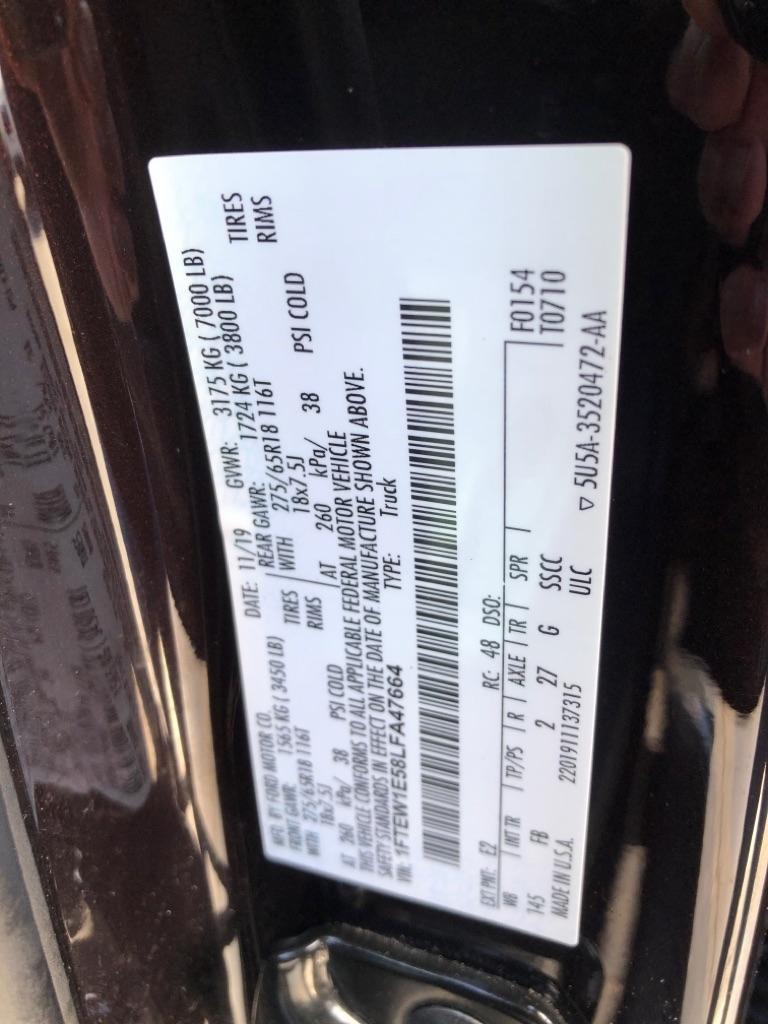 MFD. BY FORD MOTOR CO.
DATE: 11/19 GVWR: 3175 KG ( 7000 LB)
FRONT GAWR: 1565 KG ( 3450 LB) REAR GAWR: 1724 KG ( 3800 LB)
WITH 275/65R18 116T TIRES WITH 275/65R18 116T TIRES
18x7.5J RIMS 18x7.5J RIMS
AT 260 kPa/ 38 PSI COLD AT 260 kPa/ 38 PSI COLD
THIS VEHICLE CONFORMS TO ALL APPLICABLE FEDERAL MOTOR VEHICLE
SAFETY STANDARDS IN EFFECT ON THE DATE OF MANUFACTURE SHOWN ABOVE.
VIN: 1FTEW1E58LFA47664 TYPE: Truck
EXT PNT: E2 RC: 48 DSO:
WB INT TR TP/PS R AXLE TR SPR F0154
145 FB 2 27 G SSCC T0710
MADE IN U.S.A. 2201911137315 ULC
▽ 5U5A-3520472-AA